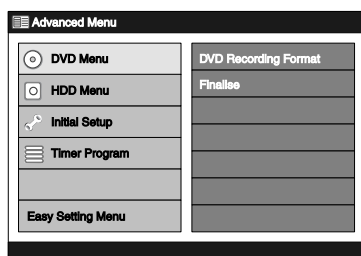 Advanced Menu
DVD Menu
HDD Menu
Initial Setup
Timer Program
Easy Setting Menu
DVD Recording Format
Finalise